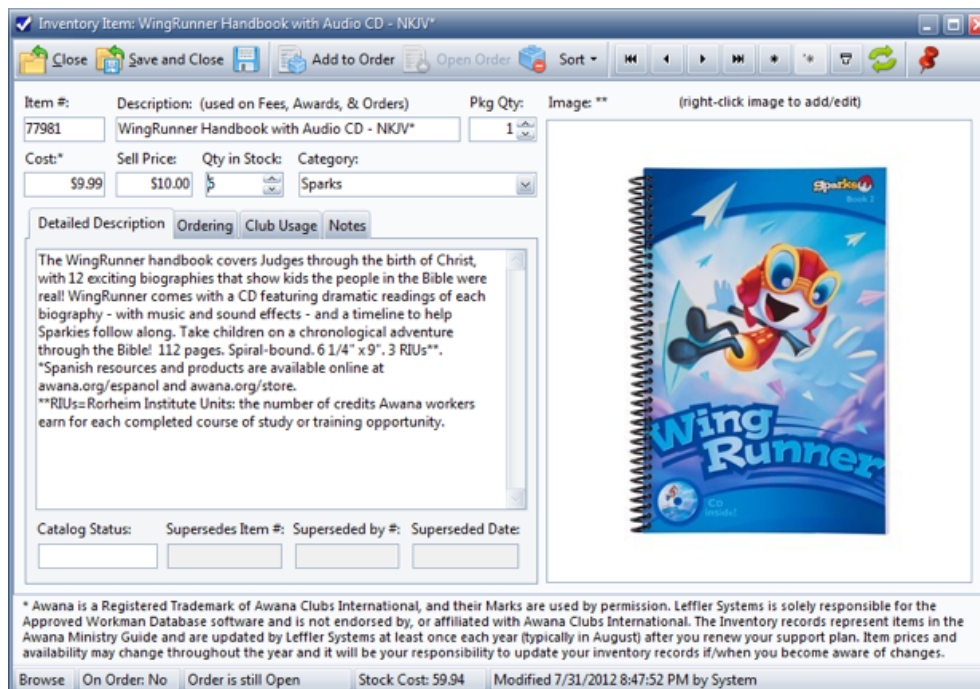 Inventory Item: WingRunner Handbook with Audio CD - NKJV*
Close Save and Close Add to Order Open Order Sort
Item #: Description: (used on Fees, Awards, & Orders) Pkg Qty: Image: ** (right-click image to add/edit)
77981 WingRunner Handbook with Audio CD - NKJV* 1
Cost:* Sell Price: Qty in Stock: Category:
$9.99 $10.00 5 Sparks
Detailed Description Ordering Club Usage Notes
The WingRunner handbook covers Judges through the birth of Christ,
with 12 exciting biographies that show kids the people in the Bible were
real! WingRunner comes with a CD featuring dramatic readings of each
biography - with music and sound effects - and a timeline to help
Sparkies follow along. Take children on a chronological adventure
through the Bible! 112 pages. Spiral-bound. 6 1/4" x 9". 3 RIUs**.
*Spanish resources and products are available online at
awana.org/espanol and awana.org/store.
**RIUs=Rorheim Institute Units: the number of credits Awana workers
earn for each completed course of study or training opportunity.
Catalog Status: Supersedes Item #: Superseded by #: Superseded Date:
Sparks
Book 2
Wing
Runner
CD
inside!
* Awana is a Registered Trademark of Awana Clubs International, and their Marks are used by permission. Leffler Systems is solely responsible for the
Approved Workman Database software and is not endorsed by, or affiliated with Awana Clubs International. The Inventory records represent items in the
Awana Ministry Guide and are updated by Leffler Systems at least once each year (typically in August) after you renew your support plan. Item prices and
availability may change throughout the year and it will be your responsibility to update your inventory records if/when you become aware of changes.
Browse On Order: No Order is still Open Stock Cost: 59.94 Modified 7/31/2012 8:47:52 PM by System